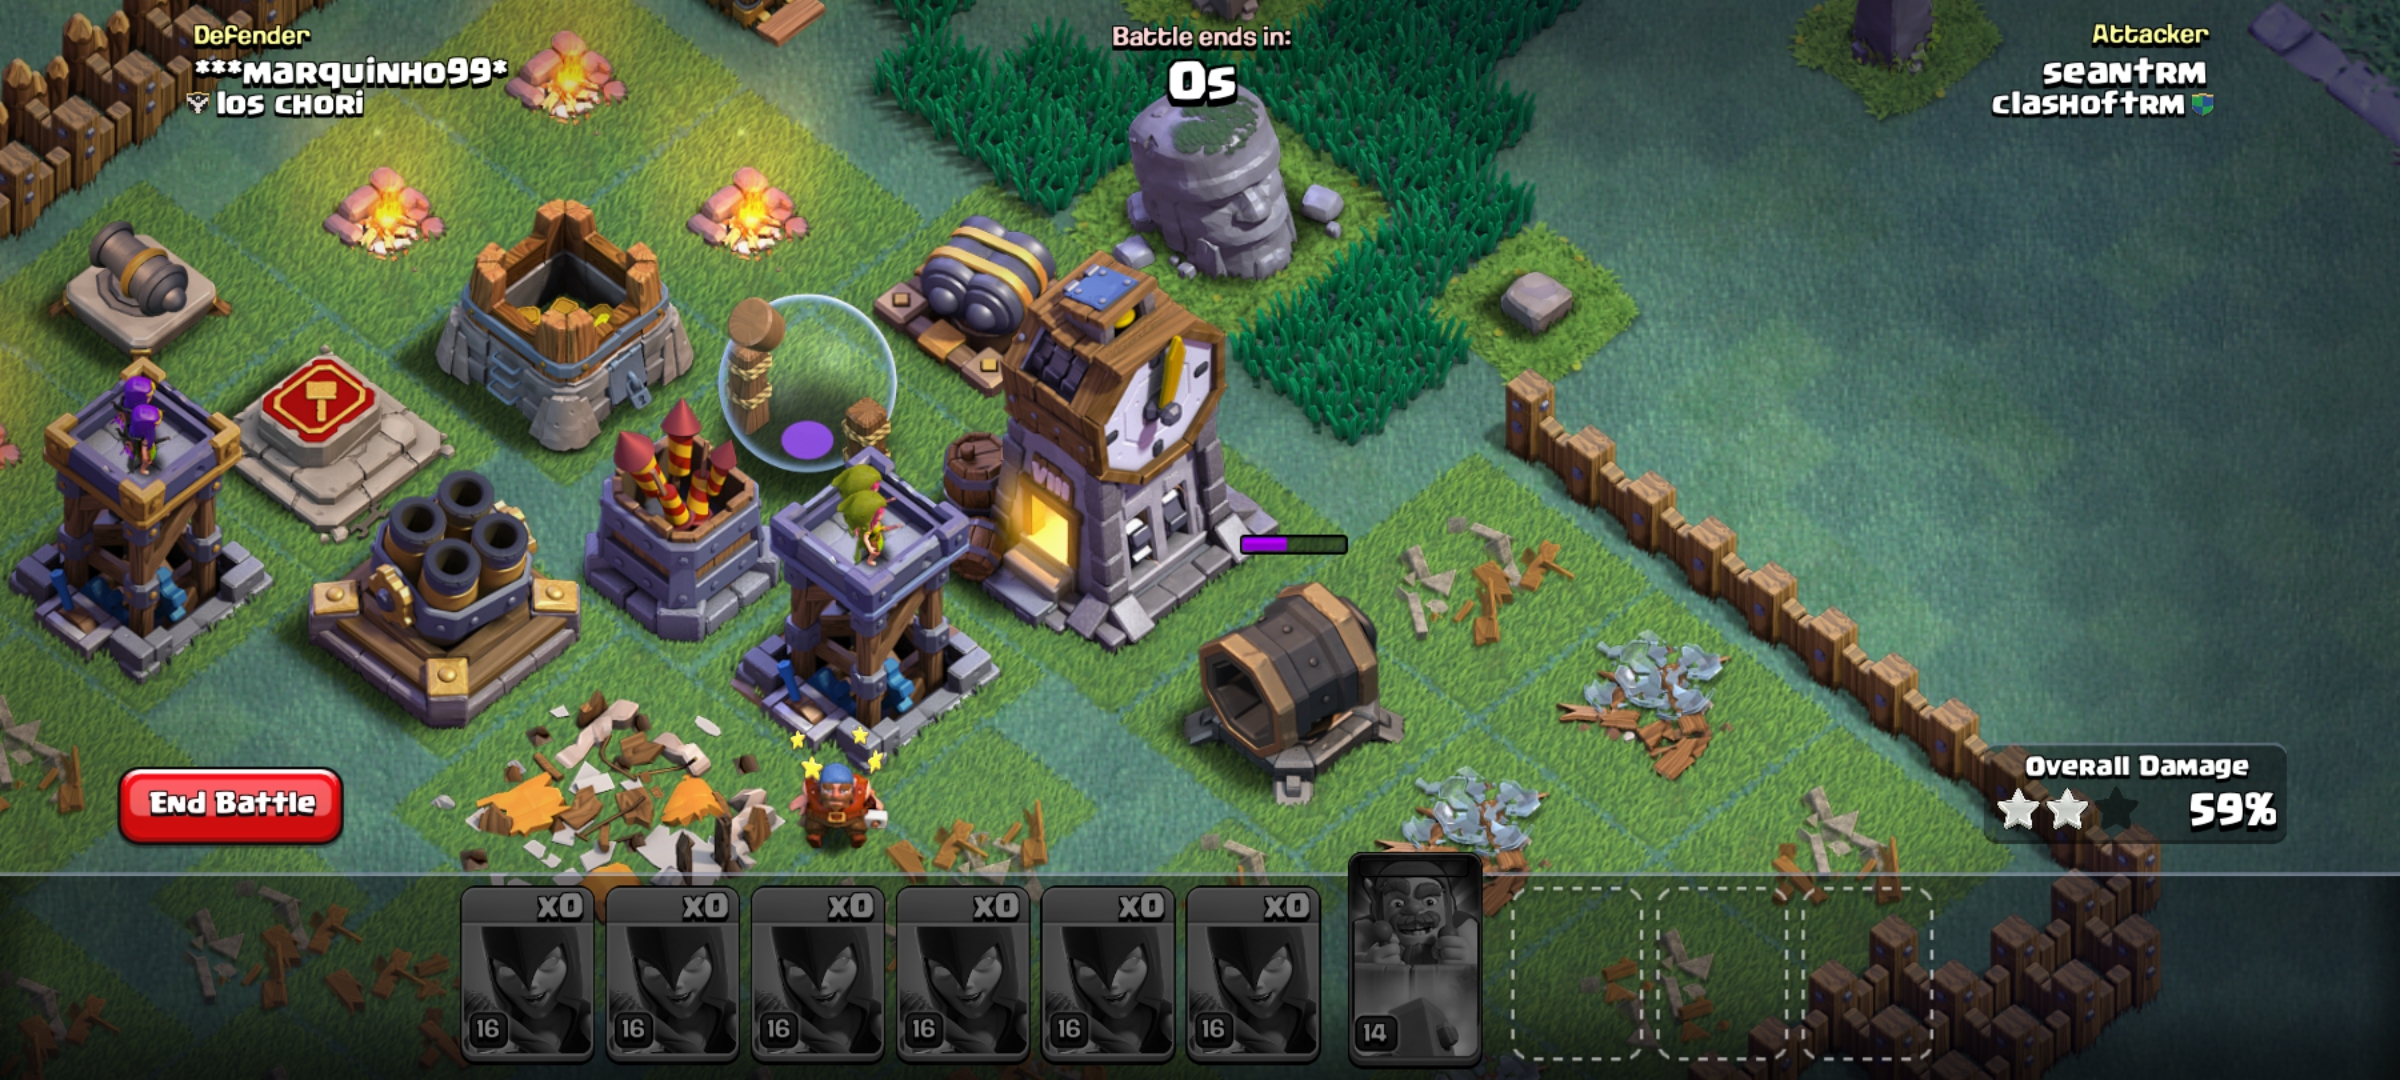 Defender
***marquinho99*
los chori
Battle ends in:
0s
Attacker
seantRM
clashoftRM
VIII
End Battle
Overall Damage
59%
x0
x0
x0
x0
x0
x0
16
16
16
16
16
16
14